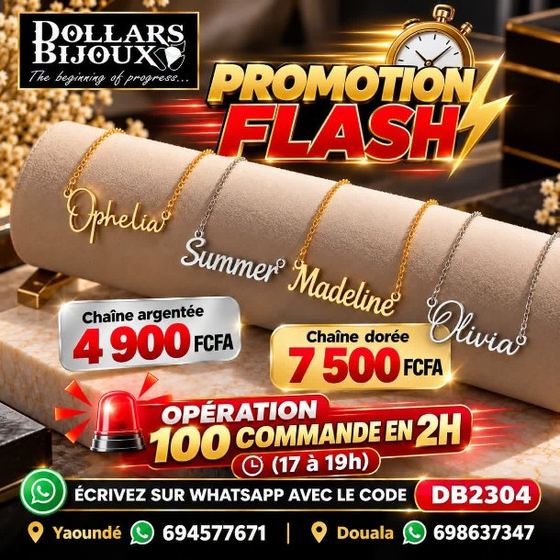 DOLLARS
BIJOUX
The beginning of progress...
PROMOTION
FLASH
Ophelia
Summer
Madeline
Olivia
Chaîne argentée
4 900 FCFA
Chaîne dorée
7 500 FCFA
OPÉRATION
100 COMMANDE EN 2H
(17 à 19h)
ÉCRIVEZ SUR WHATSAPP AVEC LE CODE DB2304
Yaoundé 694577671 | Douala 698637347